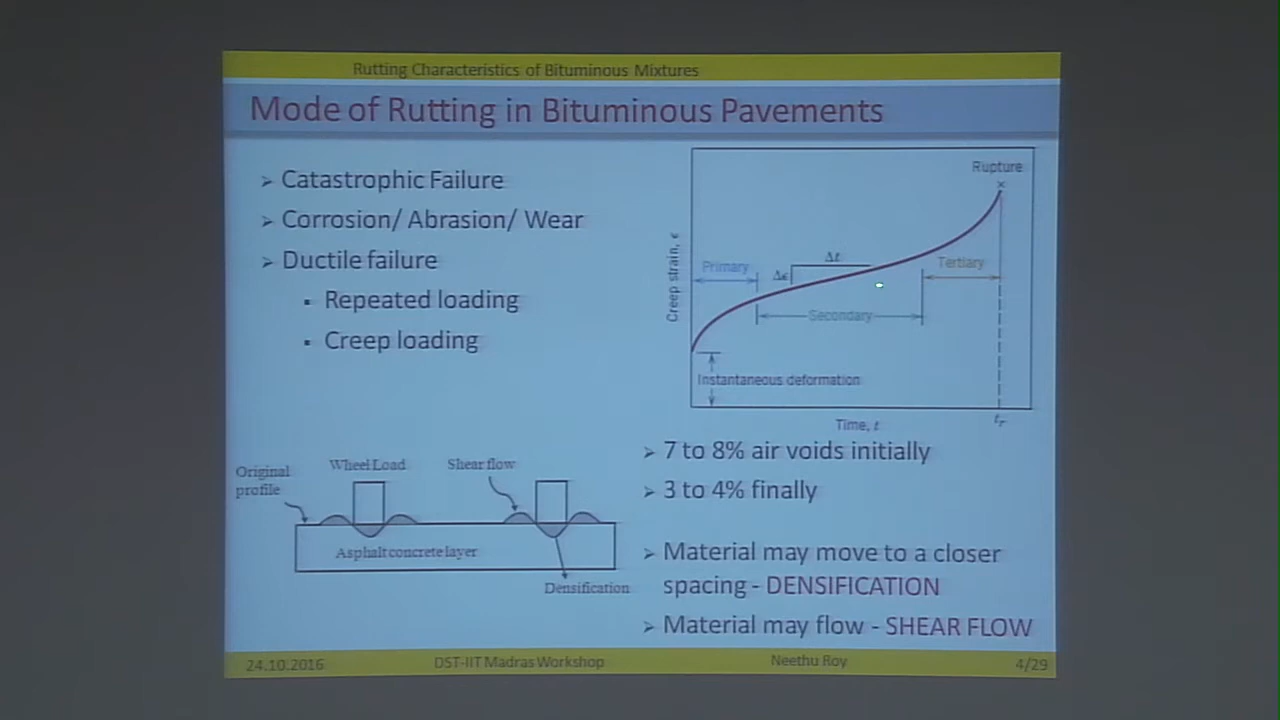 Rutting Characteristics of Bituminous Mixtures
Mode of Rutting in Bituminous Pavements
➢ Catastrophic Failure
➢ Corrosion/ Abrasion/ Wear
➢ Ductile failure
▪ Repeated loading
▪ Creep loading
Rupture
×
Creep strain, ϵ
Primary
Δϵ
Δt
Tertiary
Secondary
Instantaneous deformation
Time, t
tᵣ
Original
profile
Wheel Load
Shear flow
Asphalt concrete layer
Densification
➢ 7 to 8% air voids initially
➢ 3 to 4% finally
➢ Material may move to a closer
spacing - DENSIFICATION
➢ Material may flow - SHEAR FLOW
24.10.2016
DST-IIT Madras Workshop
Neethu Roy
4/29